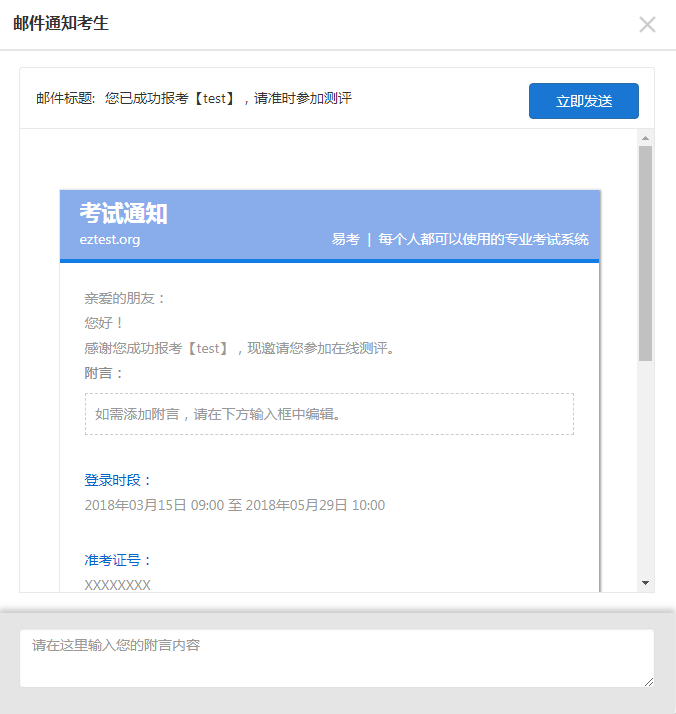 邮件通知考生
邮件标题: 您已成功报考【test】，请准时参加测评
立即发送
考试通知
eztest.org
易考 | 每个人都可以使用的专业考试系统
亲爱的朋友：
您好！
感谢您成功报考【test】，现邀请您参加在线测评。
附言：
如需添加附言，请在下方输入框中编辑。
登录时段：
2018年03月15日 09:00 至 2018年05月29日 10:00
准考证号：
XXXXXXXX
请在这里输入您的附言内容